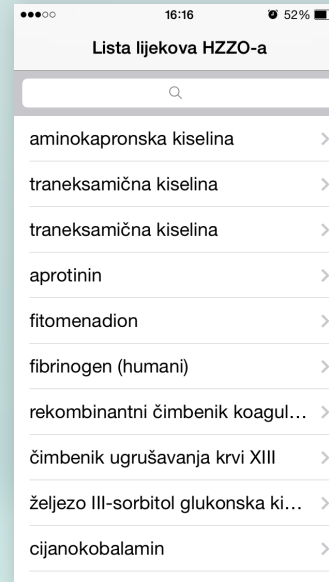 16:16
52%
Lista lijekova HZZO-a
aminokapronska kiselina
traneksamična kiselina
traneksamična kiselina
aprotinin
fitomenadion
fibrinogen (humani)
rekombinantni čimbenik koagul...
čimbenik ugrušavanja krvi XIII
željezo III-sorbitol glukonska ki...
cijanokobalamin